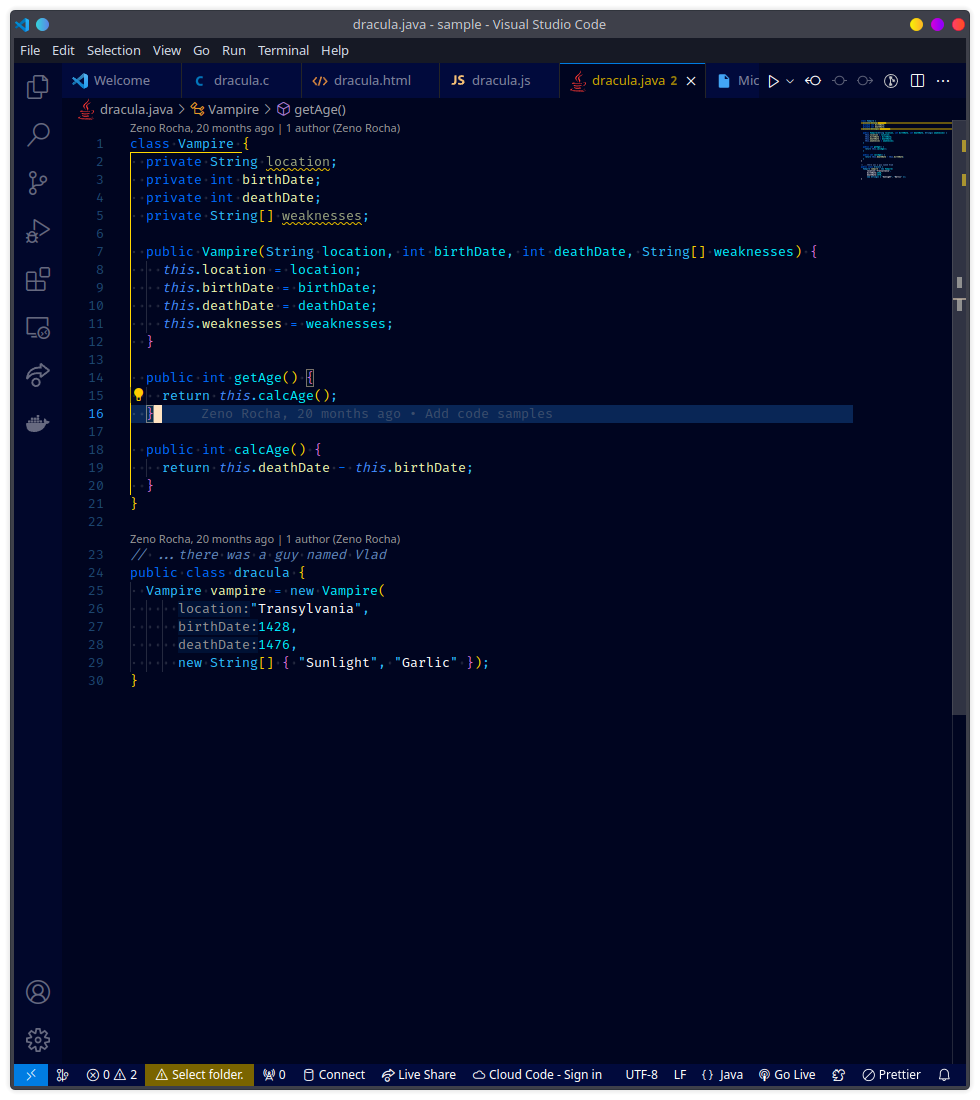 dracula.java - sample - Visual Studio Code
File Edit Selection View Go Run Terminal Help
Welcome C dracula.c </> dracula.html JS dracula.js dracula.java 2 Mic
dracula.java > Vampire > getAge()
Zeno Rocha, 20 months ago | 1 author (Zeno Rocha)
1 class Vampire {
2 private String location;
3 private int birthDate;
4 private int deathDate;
5 private String[] weaknesses;
6
7 public Vampire(String location, int birthDate, int deathDate, String[] weaknesses) {
8 this.location = location;
9 this.birthDate = birthDate;
10 this.deathDate = deathDate;
11 this.weaknesses = weaknesses;
12 }
13
14 public int getAge() {
15 return this.calcAge();
16 } Zeno Rocha, 20 months ago • Add code samples
17
18 public int calcAge() {
19 return this.deathDate - this.birthDate;
20 }
21 }
22
Zeno Rocha, 20 months ago | 1 author (Zeno Rocha)
23 // ...there was a guy named Vlad
24 public class dracula {
25 Vampire vampire = new Vampire(
26 location:"Transylvania",
27 birthDate:1428,
28 deathDate:1476,
29 new String[] { "Sunlight", "Garlic" });
30 }
0 2 Select folder. 0 Connect Live Share Cloud Code - Sign in UTF-8 LF { } Java Go Live Prettier